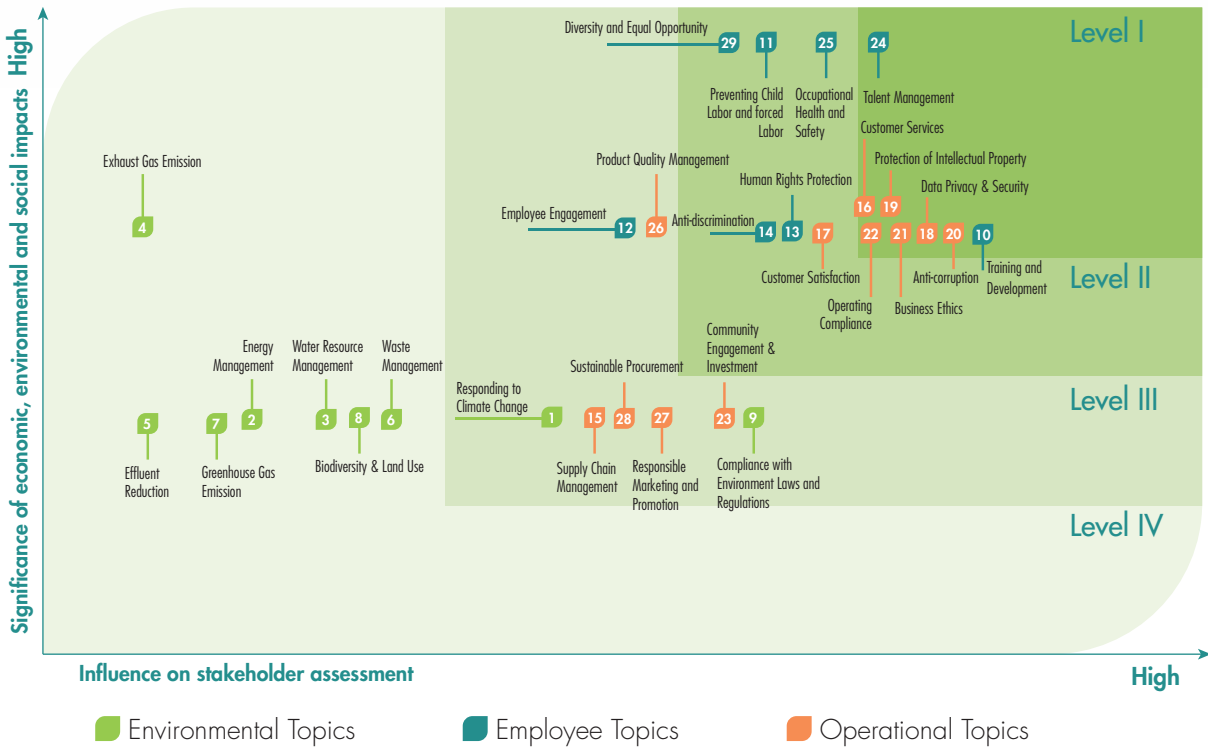 Significance of economic, environmental and social impacts High
Level I
Diversity and Equal Opportunity
29
11
25
24
Preventing Child
Labor and forced
Labor
Occupational
Health and
Safety
Talent Management
Customer Services
Exhaust Gas Emission
Product Quality Management
Protection of Intellectual Property
Human Rights Protection
Data Privacy & Security
Employee Engagement
Anti-discrimination
16
19
4
12
26
14
13
17
22
21
18
20
10
Customer Satisfaction
Anti-corruption
Training and
Development
Level II
Operating
Compliance
Business Ethics
Energy
Management
Water Resource
Management
Waste
Management
Sustainable Procurement
Community
Engagement &
Investment
Responding to
Climate Change
Level III
5
7
2
3
8
6
1
15
28
27
23
9
Effluent
Reduction
Greenhouse Gas
Emission
Biodiversity & Land Use
Supply Chain
Management
Responsible
Marketing and
Promotion
Compliance with
Environment Laws and
Regulations
Level IV
Influence on stakeholder assessment
High
Environmental Topics
Employee Topics
Operational Topics